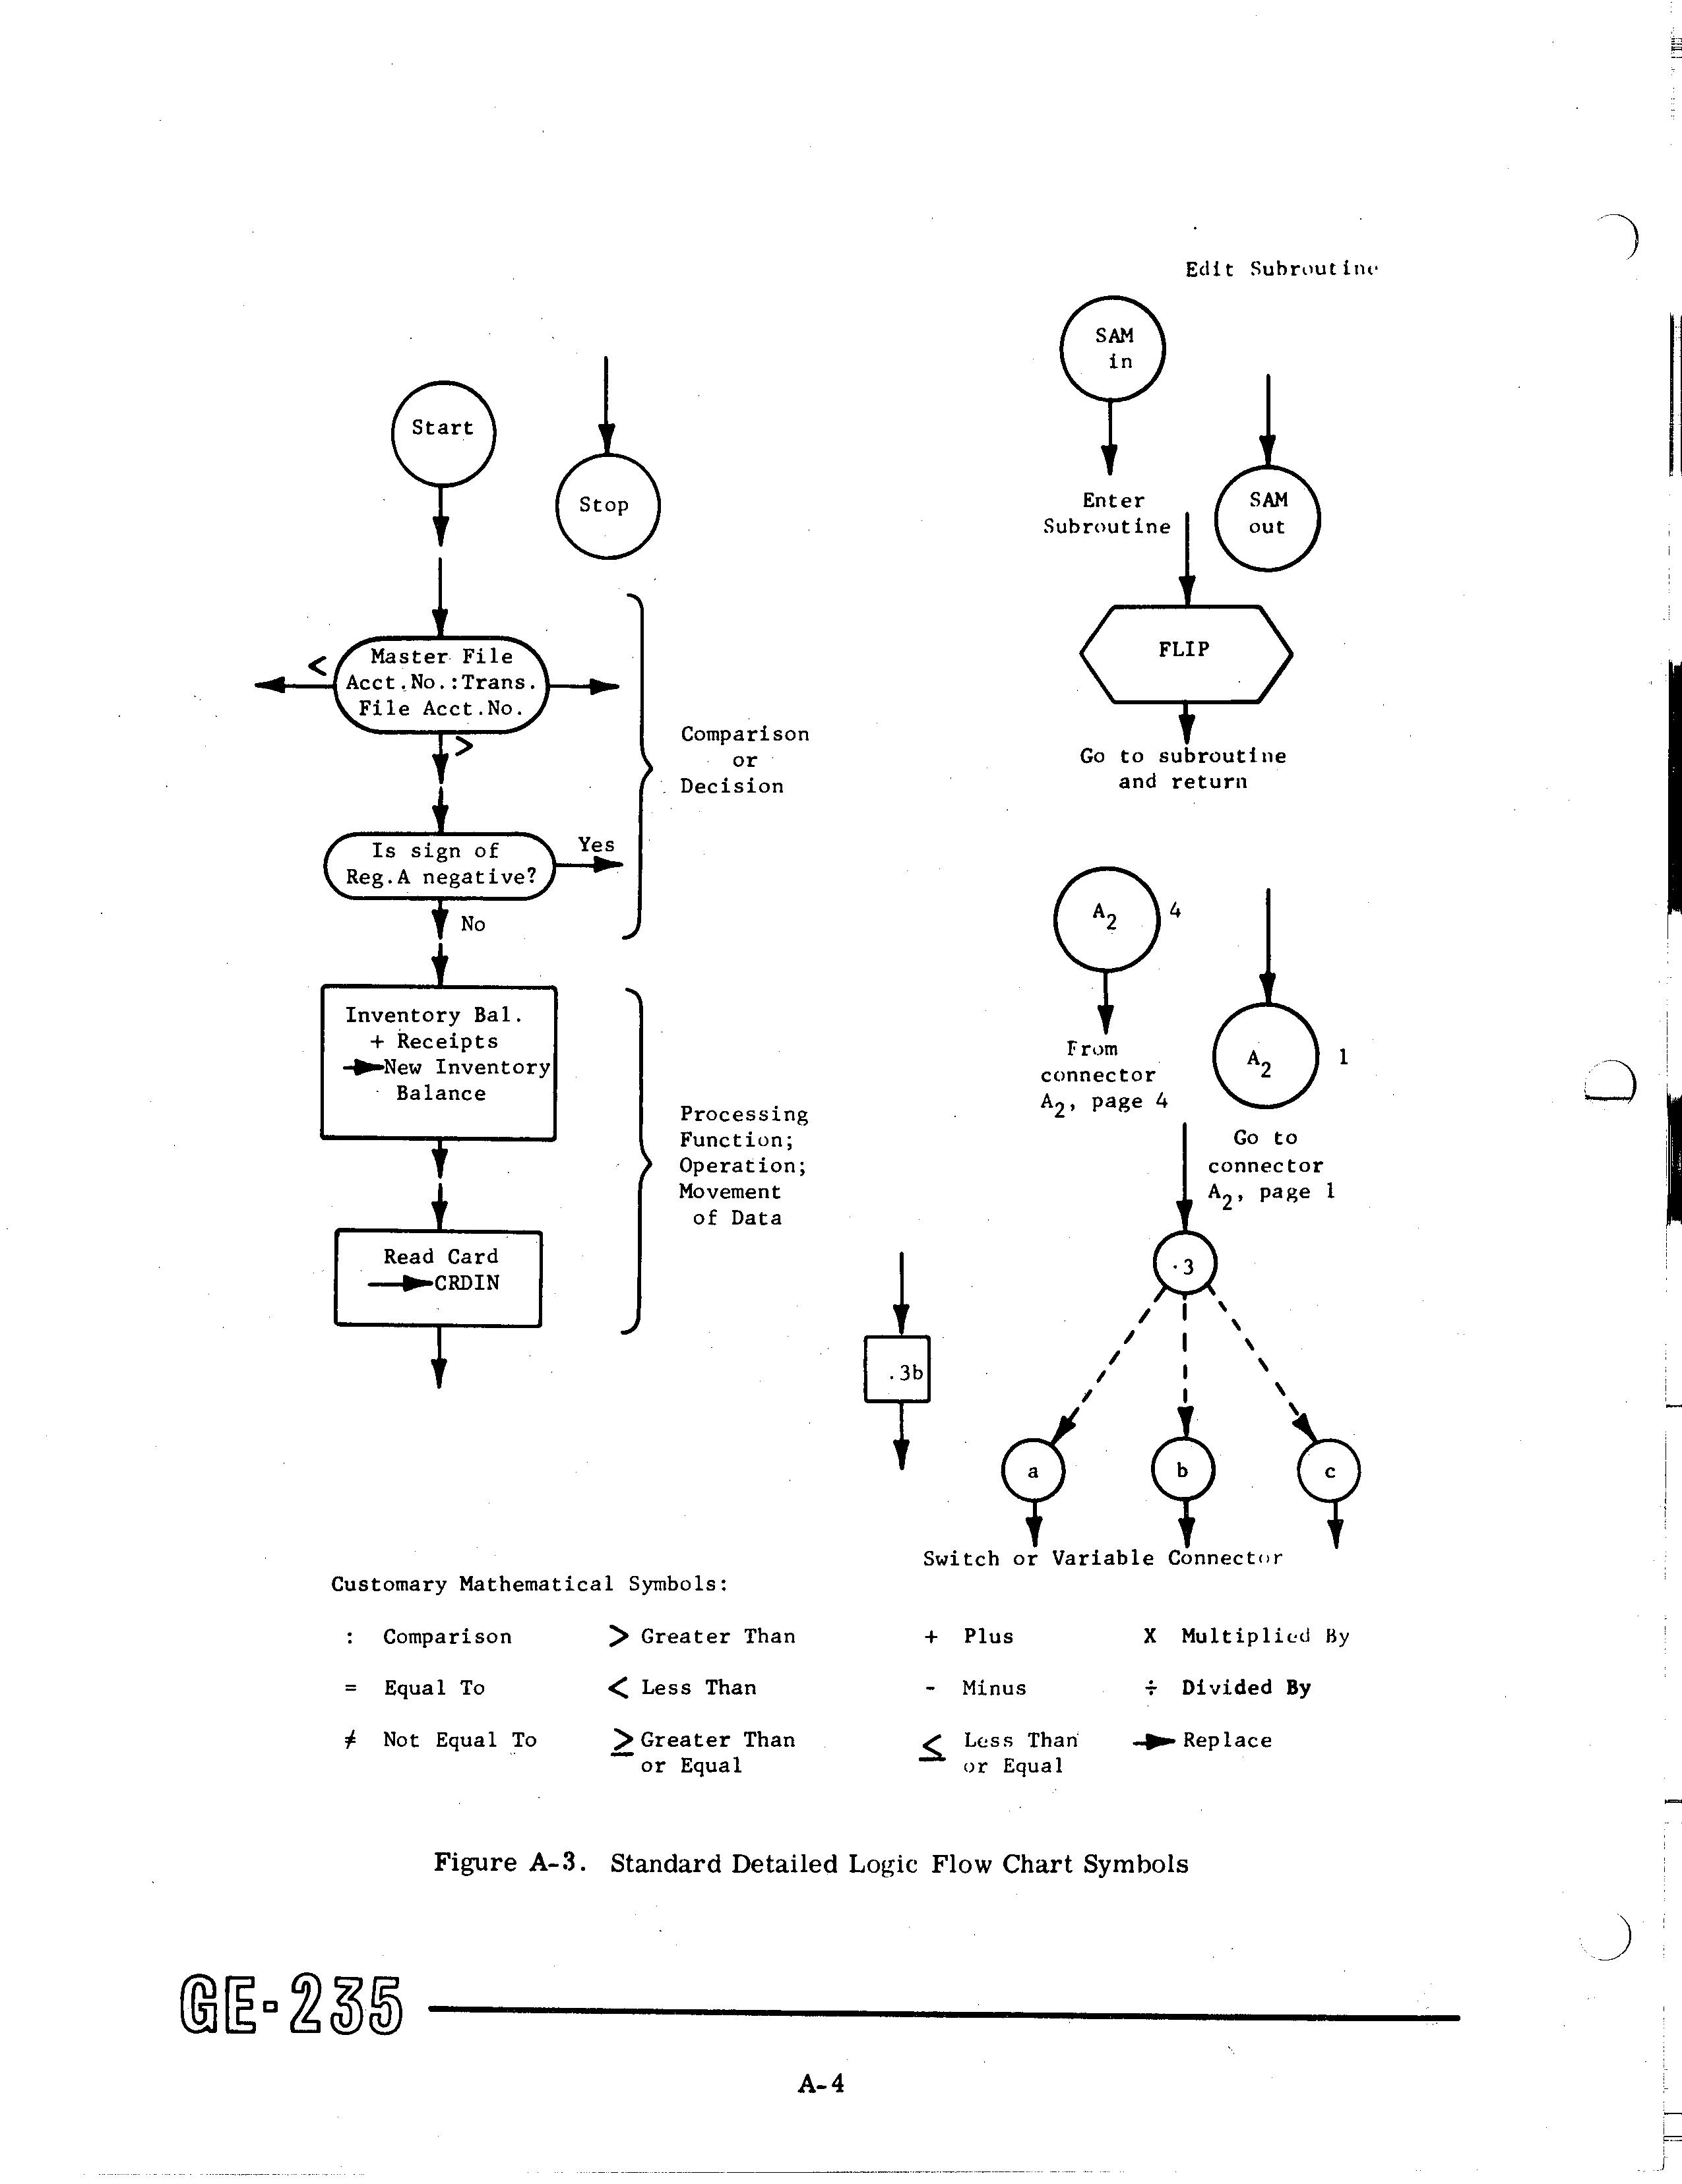 Edit Subroutine
SAM
in
Start
Stop
Enter
Subroutine
SAM
out
Master File
Acct.No.:Trans.
File Acct.No.
<
>
FLIP
Comparison
or
Decision
Go to subroutine
and return
Is sign of
Reg.A negative?
Yes
No
A2 4
Inventory Bal.
+ Receipts
→New Inventory
Balance
From
connector
A2, page 4
A2 1
Processing
Function;
Operation;
Movement
of Data
Go to
connector
A2, page 1
Read Card
→CRDIN
.3
.3b
a b c
Switch or Variable Connector
Customary Mathematical Symbols:
: Comparison > Greater Than + Plus X Multiplied By
= Equal To < Less Than - Minus ÷ Divided By
≠ Not Equal To ≥ Greater Than ≤ Less Than → Replace
or Equal or Equal
Figure A-3. Standard Detailed Logic Flow Chart Symbols
GE-235
A-4